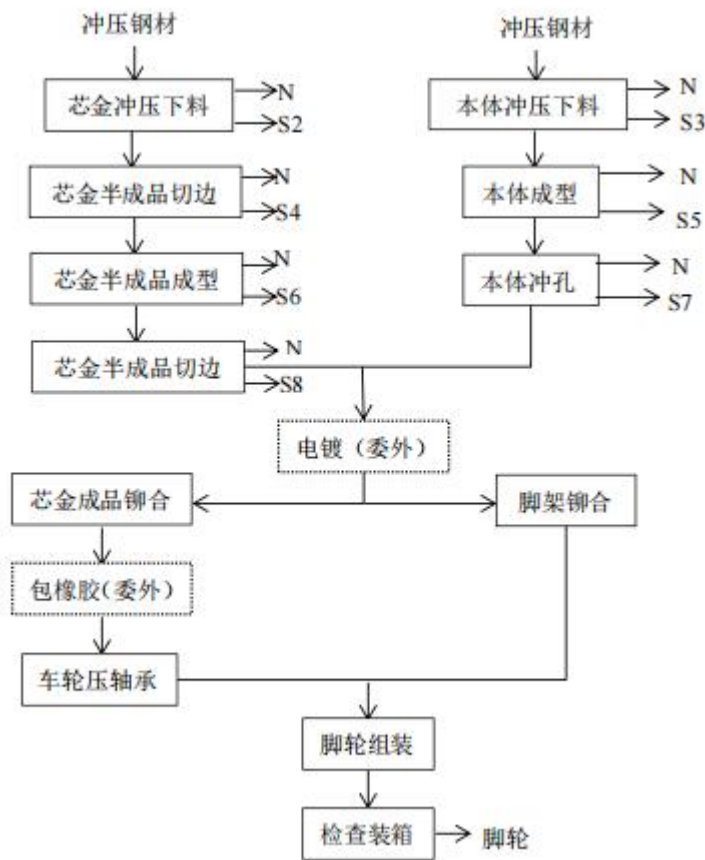 冲压钢材 冲压钢材
芯金冲压下料 N 本体冲压下料 N
S2 S3
芯金半成品切边 N 本体成型 N
S4 S5
芯金半成品成型 N 本体冲孔 N
S6 S7
芯金半成品切边 N
S8
电镀（委外）
芯金成品铆合 脚架铆合
包橡胶(委外）
车轮压轴承
脚轮组装
检查装箱 脚轮